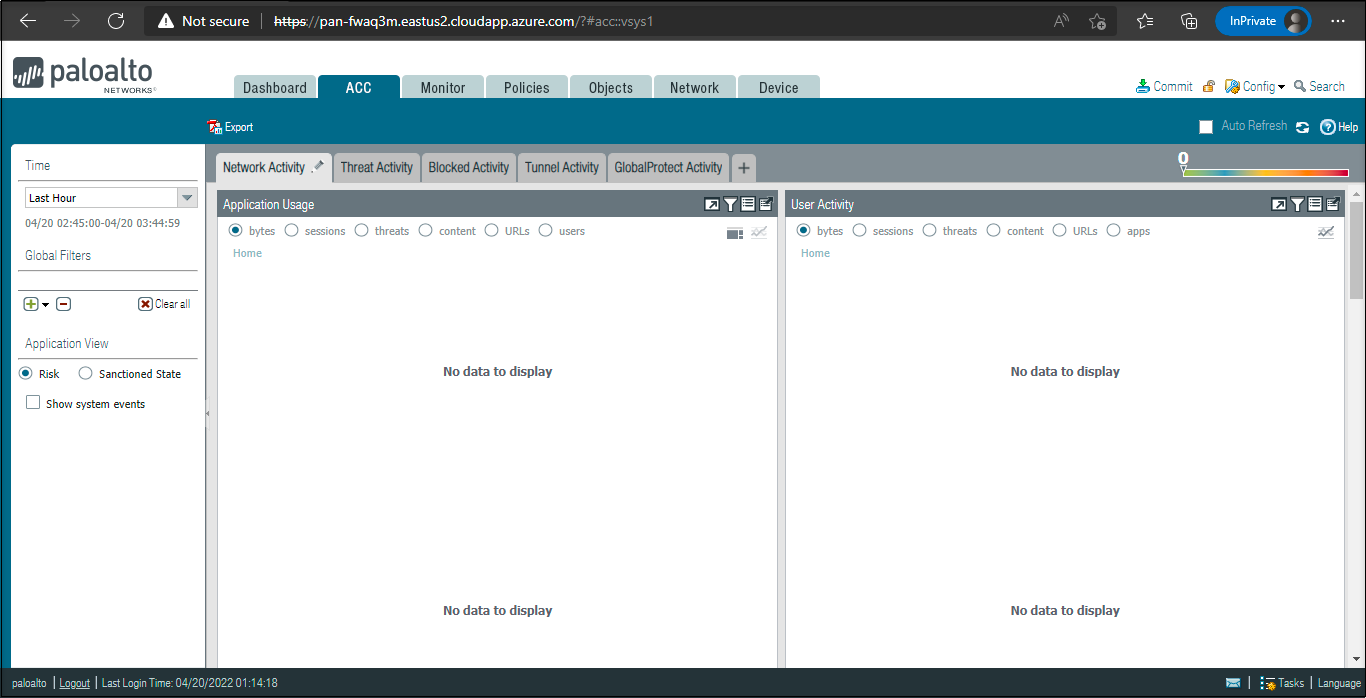 Not secure https://pan-fwaq3m.eastus2.cloudapp.azure.com/?#acc::vsys1 InPrivate
paloalto
NETWORKS®
Dashboard ACC Monitor Policies Objects Network Device Commit Config Search
Export Auto Refresh Help
Time
Last Hour
04/20 02:45:00-04/20 03:44:59
Global Filters
Clear all
Application View
Risk Sanctioned State
Show system events
Network Activity Threat Activity Blocked Activity Tunnel Activity GlobalProtect Activity + 0
Application Usage
bytes sessions threats content URLs users
Home
No data to display
No data to display
User Activity
bytes sessions threats content URLs apps
Home
No data to display
No data to display
paloalto | Logout | Last Login Time: 04/20/2022 01:14:18 | Tasks | Language